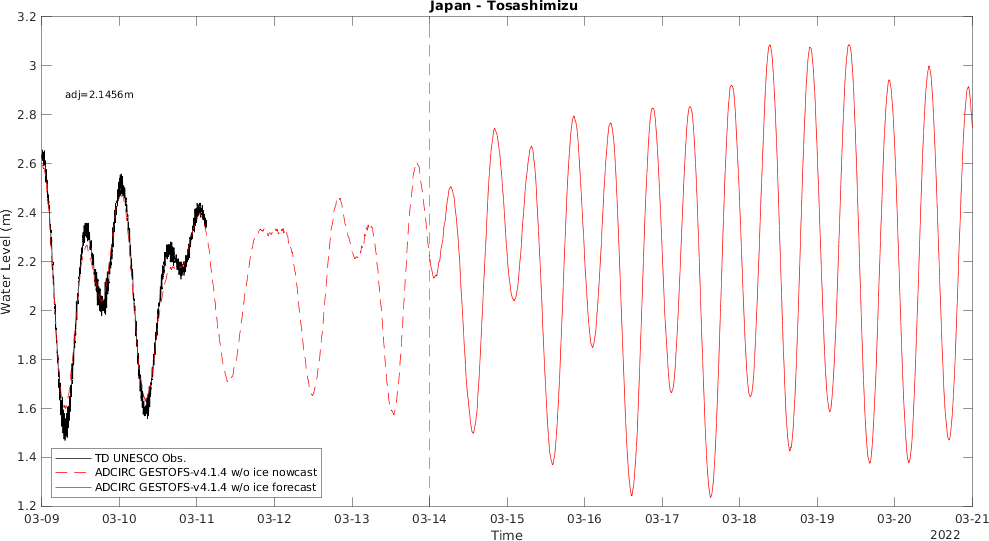 Japan - Tosashimizu
3.2
3
2.8
2.6
2.4
2.2
2
1.8
1.6
1.4
1.2
Water Level (m)
adj=2.1456m
TD UNESCO Obs.
ADCIRC GESTOFS-v4.1.4 w/o ice nowcast
ADCIRC GESTOFS-v4.1.4 w/o ice forecast
03-09 03-10 03-11 03-12 03-13 03-14 03-15 03-16 03-17 03-18 03-19 03-20 03-21
Time
2022